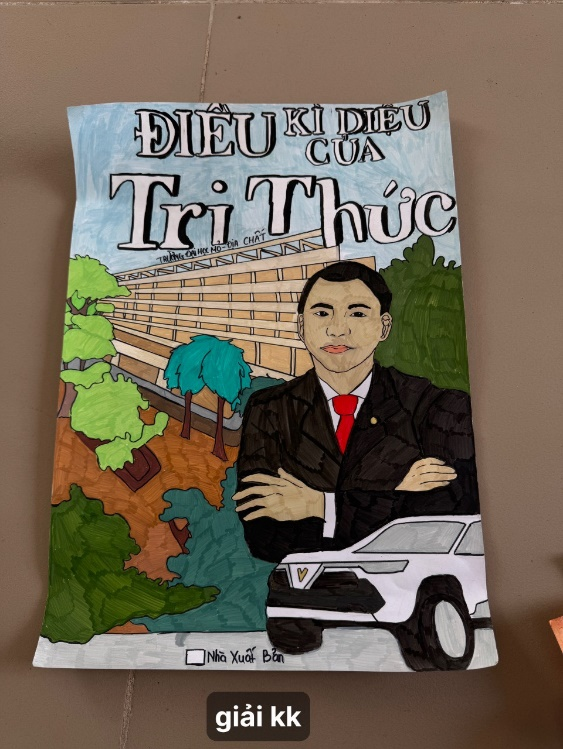 ĐIỀU KÌ DIỆU
CỦA
Tri Thức
TRƯỜNG ĐẠI HỌC MỎ-ĐỊA CHẤT
Nhà Xuất Bản
giải kk